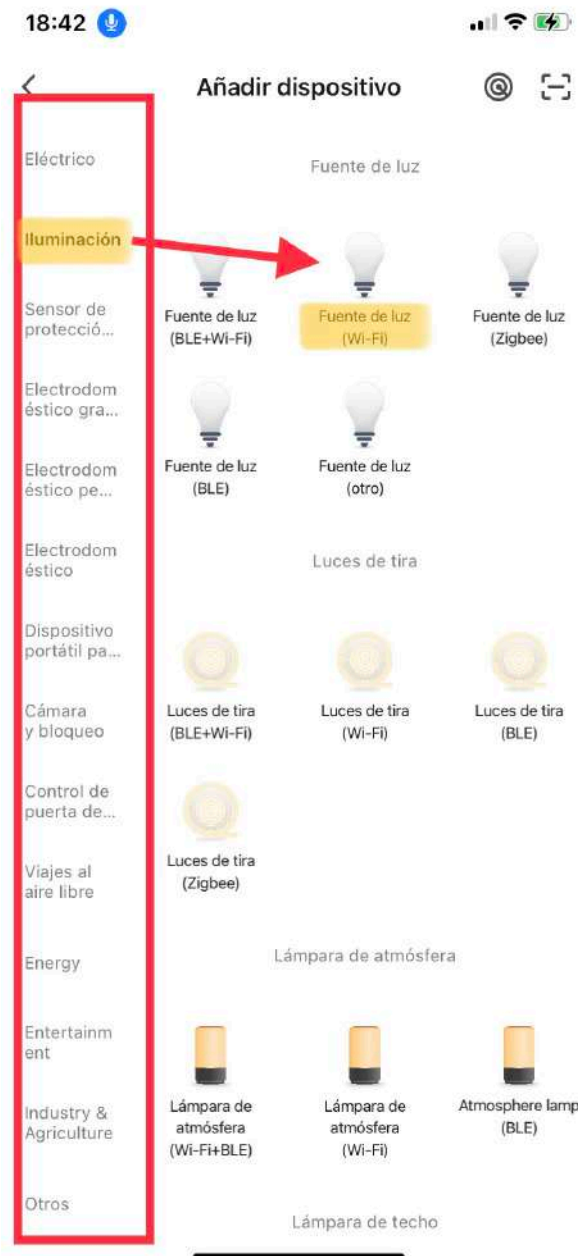 18:42
Añadir dispositivo
Eléctrico
Iluminación
Sensor de
protecció...
Electrodom
éstico gra...
Electrodom
éstico pe...
Electrodom
éstico
Dispositivo
portátil pa...
Cámara
y bloqueo
Control de
puerta de...
Viajes al
aire libre
Energy
Entertainm
ent
Industry &
Agriculture
Otros
Fuente de luz
Fuente de luz
(BLE+Wi-Fi)
Fuente de luz
(Wi-Fi)
Fuente de luz
(Zigbee)
Fuente de luz
(BLE)
Fuente de luz
(otro)
Luces de tira
Luces de tira
(BLE+Wi-Fi)
Luces de tira
(Wi-Fi)
Luces de tira
(BLE)
Luces de tira
(Zigbee)
Lámpara de atmósfera
Lámpara de
atmósfera
(Wi-Fi+BLE)
Lámpara de
atmósfera
(Wi-Fi)
Atmosphere lamp
(BLE)
Lámpara de techo